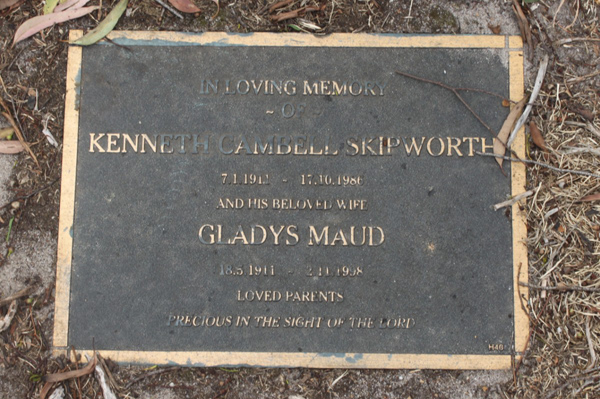 IN LOVING MEMORY
~ OF ~
KENNETH CAMBELL SKIPWORTH
7.1.1911 - 17.10.1986
AND HIS BELOVED WIFE
GLADYS MAUD
18.5.1911 - 2.11.1998
LOVED PARENTS
PRECIOUS IN THE SIGHT OF THE LORD